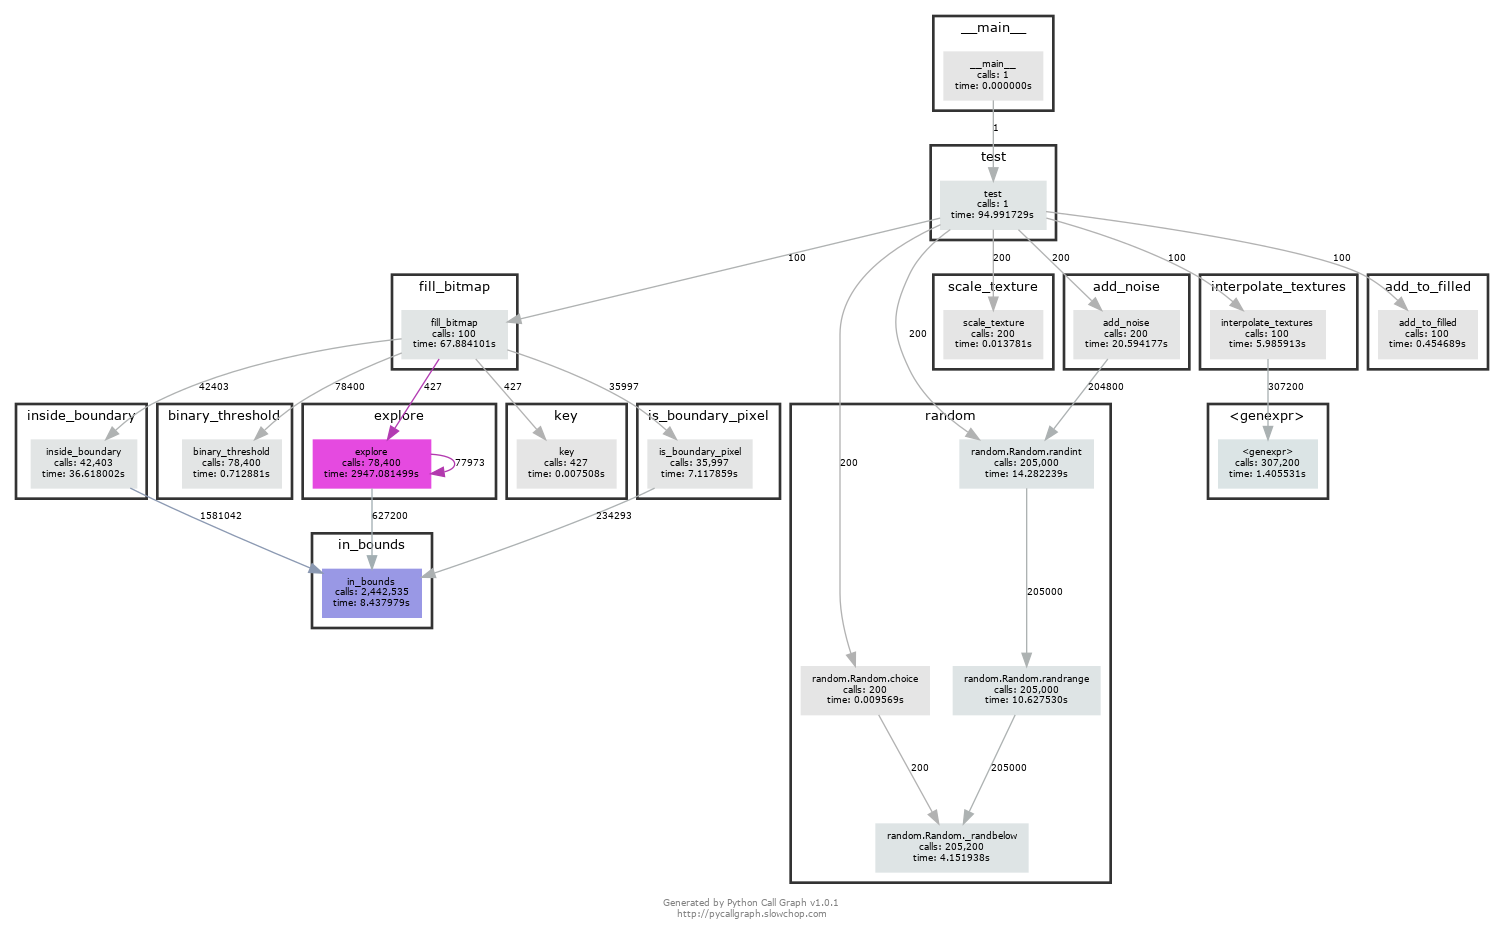 __main__
__main__
calls: 1
time: 0.000000s
1
test
test
calls: 1
time: 94.991729s
100
200
200
100
100
fill_bitmap
fill_bitmap
calls: 100
time: 67.884101s
scale_texture
scale_texture
calls: 200
time: 0.013781s
add_noise
add_noise
calls: 200
time: 20.594177s
interpolate_textures
interpolate_textures
calls: 100
time: 5.985913s
add_to_filled
add_to_filled
calls: 100
time: 0.454689s
200
42403
78400
427
427
35997
204800
307200
inside_boundary
inside_boundary
calls: 42,403
time: 36.618002s
binary_threshold
binary_threshold
calls: 78,400
time: 0.712881s
explore
explore
calls: 78,400
time: 2947.081499s
77973
key
key
calls: 427
time: 0.007508s
is_boundary_pixel
is_boundary_pixel
calls: 35,997
time: 7.117859s
random
random.Random.randint
calls: 205,000
time: 14.282239s
<genexpr>
<genexpr>
calls: 307,200
time: 1.405531s
200
1581042
627200
234293
in_bounds
in_bounds
calls: 2,442,535
time: 8.437979s
205000
random.Random.choice
calls: 200
time: 0.009569s
random.Random.randrange
calls: 205,000
time: 10.627530s
200
205000
random.Random._randbelow
calls: 205,200
time: 4.151938s
Generated by Python Call Graph v1.0.1
http://pycallgraph.slowchop.com